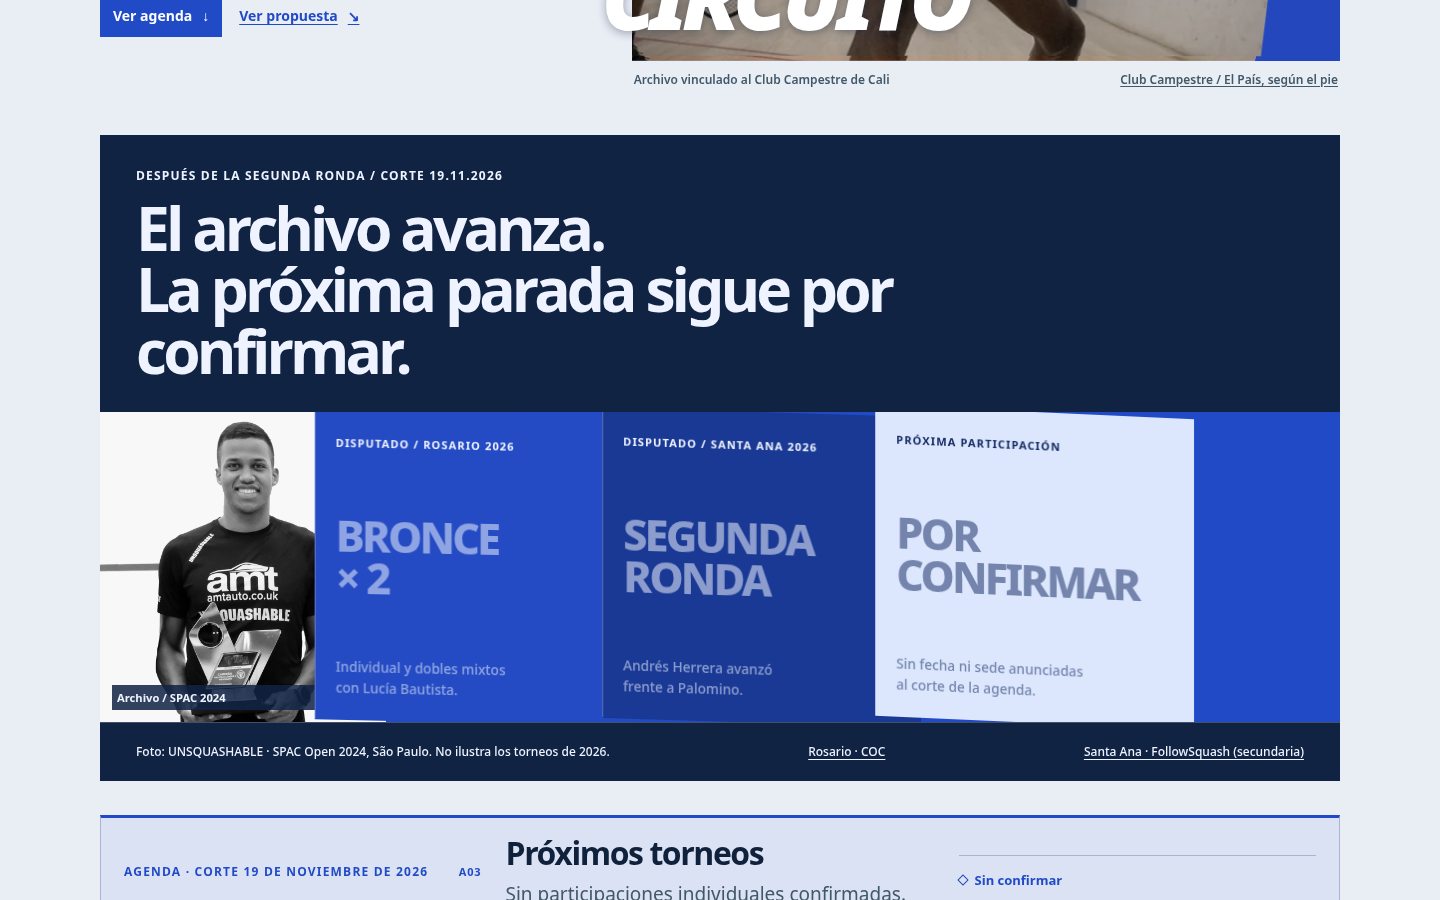 CIRCUITO
Ver agenda ↓
Ver propuesta ↘
Archivo vinculado al Club Campestre de Cali
Club Campestre / El País, según el pie
DESPUÉS DE LA SEGUNDA RONDA / CORTE 19.11.2026
El archivo avanza.
La próxima parada sigue por
confirmar.
amt
amtauto.co.uk
SQUASHABLE
Archivo / SPAC 2024
DISPUTADO / ROSARIO 2026
BRONCE
× 2
Individual y dobles mixtos
con Lucía Bautista.
DISPUTADO / SANTA ANA 2026
SEGUNDA
RONDA
Andrés Herrera avanzó
frente a Palomino.
PRÓXIMA PARTICIPACIÓN
POR
CONFIRMAR
Sin fecha ni sede anunciadas
al corte de la agenda.
Foto: UNSQUASHABLE · SPAC Open 2024, São Paulo. No ilustra los torneos de 2026.
Rosario · COC
Santa Ana · FollowSquash (secundaria)
AGENDA · CORTE 19 DE NOVIEMBRE DE 2026
A03
Próximos torneos
Sin participaciones individuales confirmadas.
◇ Sin confirmar